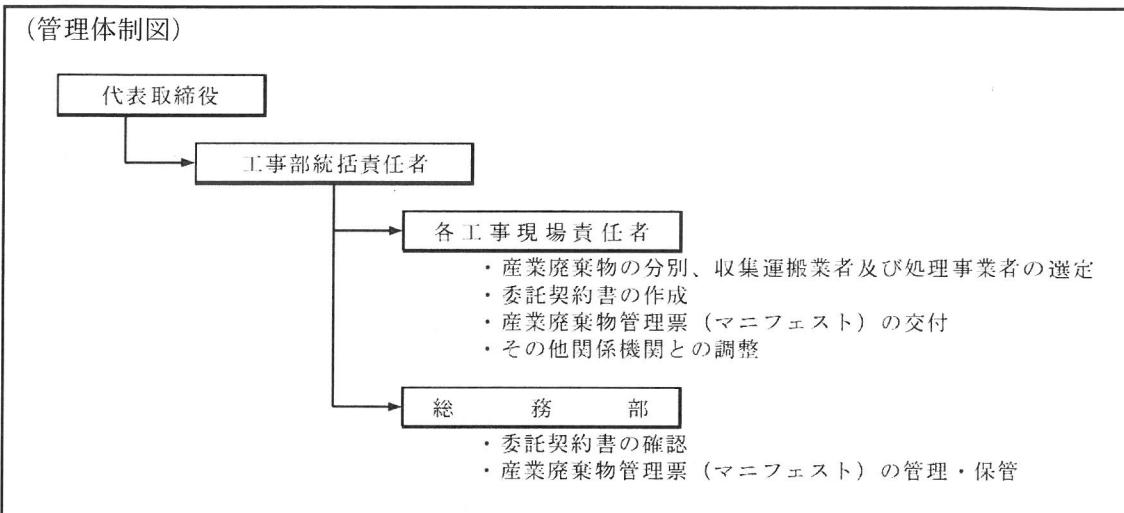 （管理体制図）
代表取締役
工事部統括責任者
各工事現場責任者
・産業廃棄物の分別、収集運搬業者及び処理事業者の選定
・委託契約書の作成
・産業廃棄物管理票（マニフェスト）の交付
・その他関係機関との調整
総務部
・委託契約書の確認
・産業廃棄物管理票（マニフェスト）の管理・保管